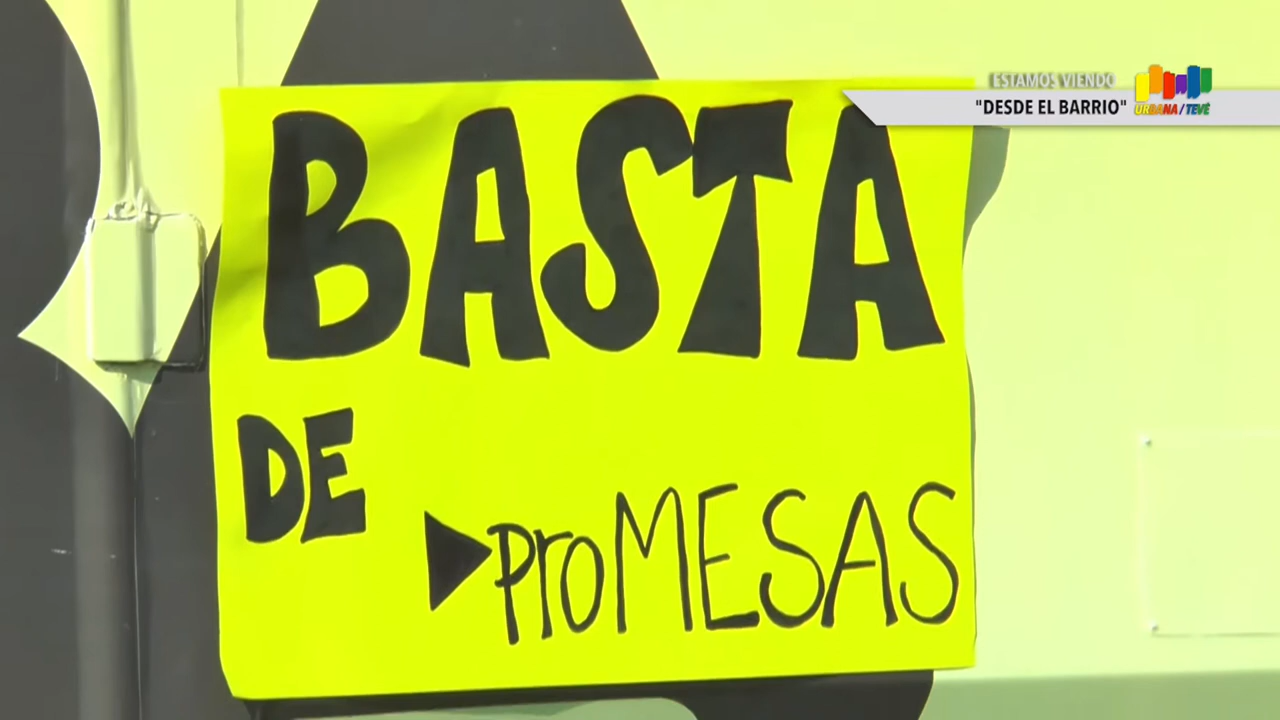 ESTAMOS VIENDO
"DESDE EL BARRIO"
URBANA/TEVÉ
BASTA
DE
ProMESAS